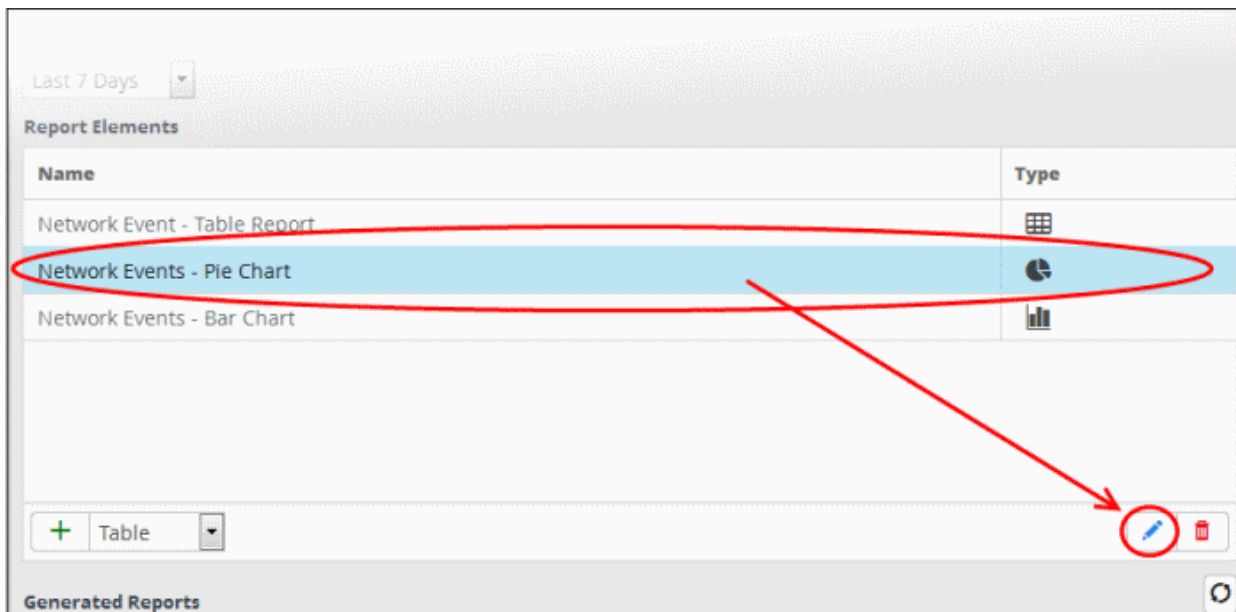 Last 7 Days
Report Elements
Name Type
Network Event - Table Report
Network Events - Pie Chart
Network Events - Bar Chart
Table
Generated Reports